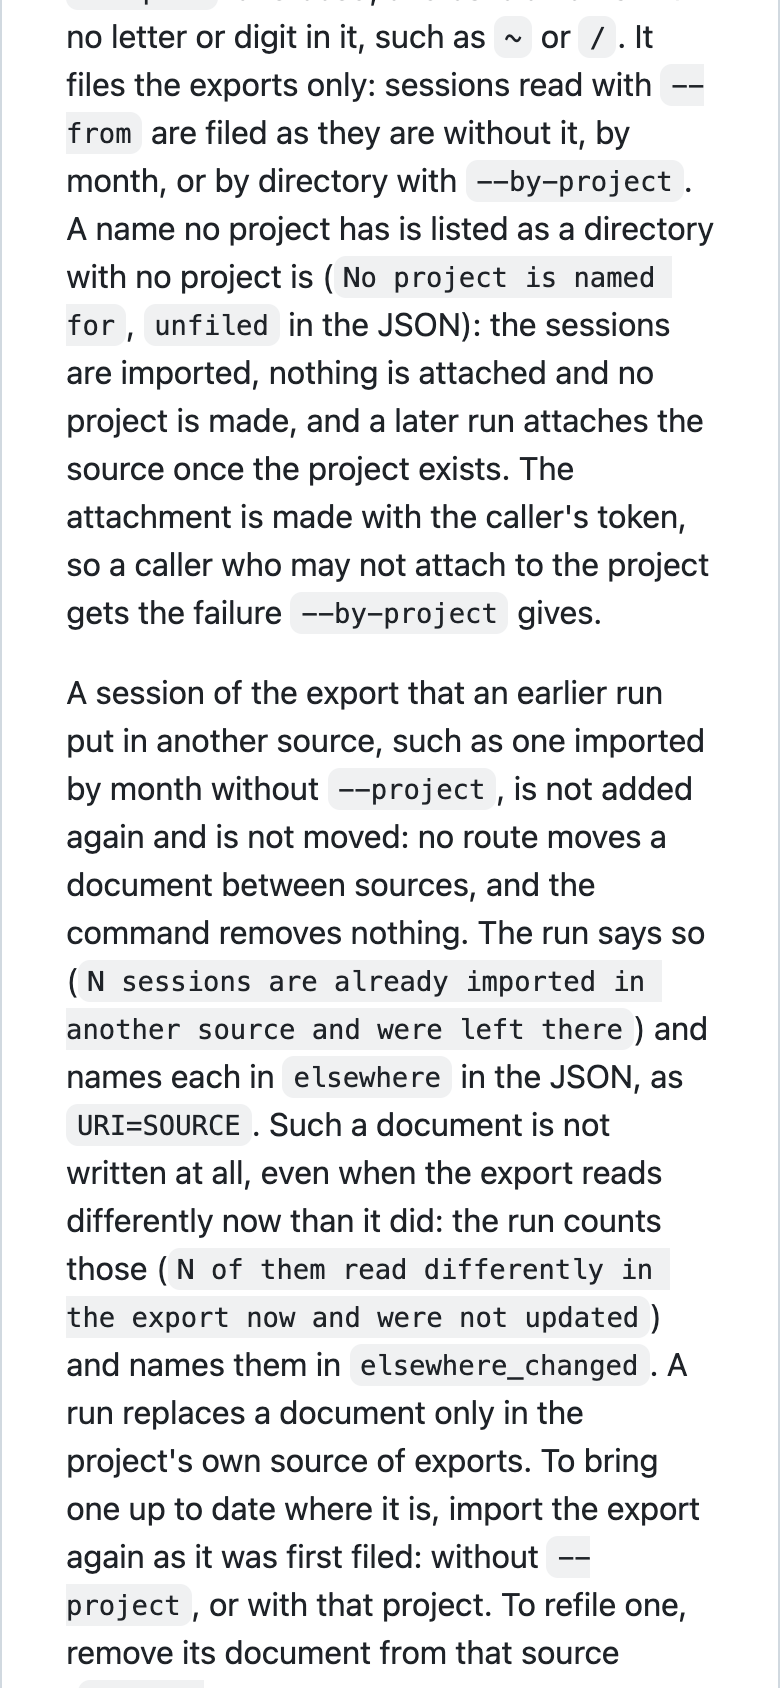 no letter or digit in it, such as ~ or /. It
files the exports only: sessions read with --
from are filed as they are without it, by
month, or by directory with --by-project.
A name no project has is listed as a directory
with no project is (No project is named
for, unfiled in the JSON): the sessions
are imported, nothing is attached and no
project is made, and a later run attaches the
source once the project exists. The
attachment is made with the caller's token,
so a caller who may not attach to the project
gets the failure --by-project gives.
A session of the export that an earlier run
put in another source, such as one imported
by month without --project, is not added
again and is not moved: no route moves a
document between sources, and the
command removes nothing. The run says so
(N sessions are already imported in
another source and were left there) and
names each in elsewhere in the JSON, as
URI=SOURCE. Such a document is not
written at all, even when the export reads
differently now than it did: the run counts
those (N of them read differently in
the export now and were not updated)
and names them in elsewhere_changed. A
run replaces a document only in the
project's own source of exports. To bring
one up to date where it is, import the export
again as it was first filed: without --
project, or with that project. To refile one,
remove its document from that source